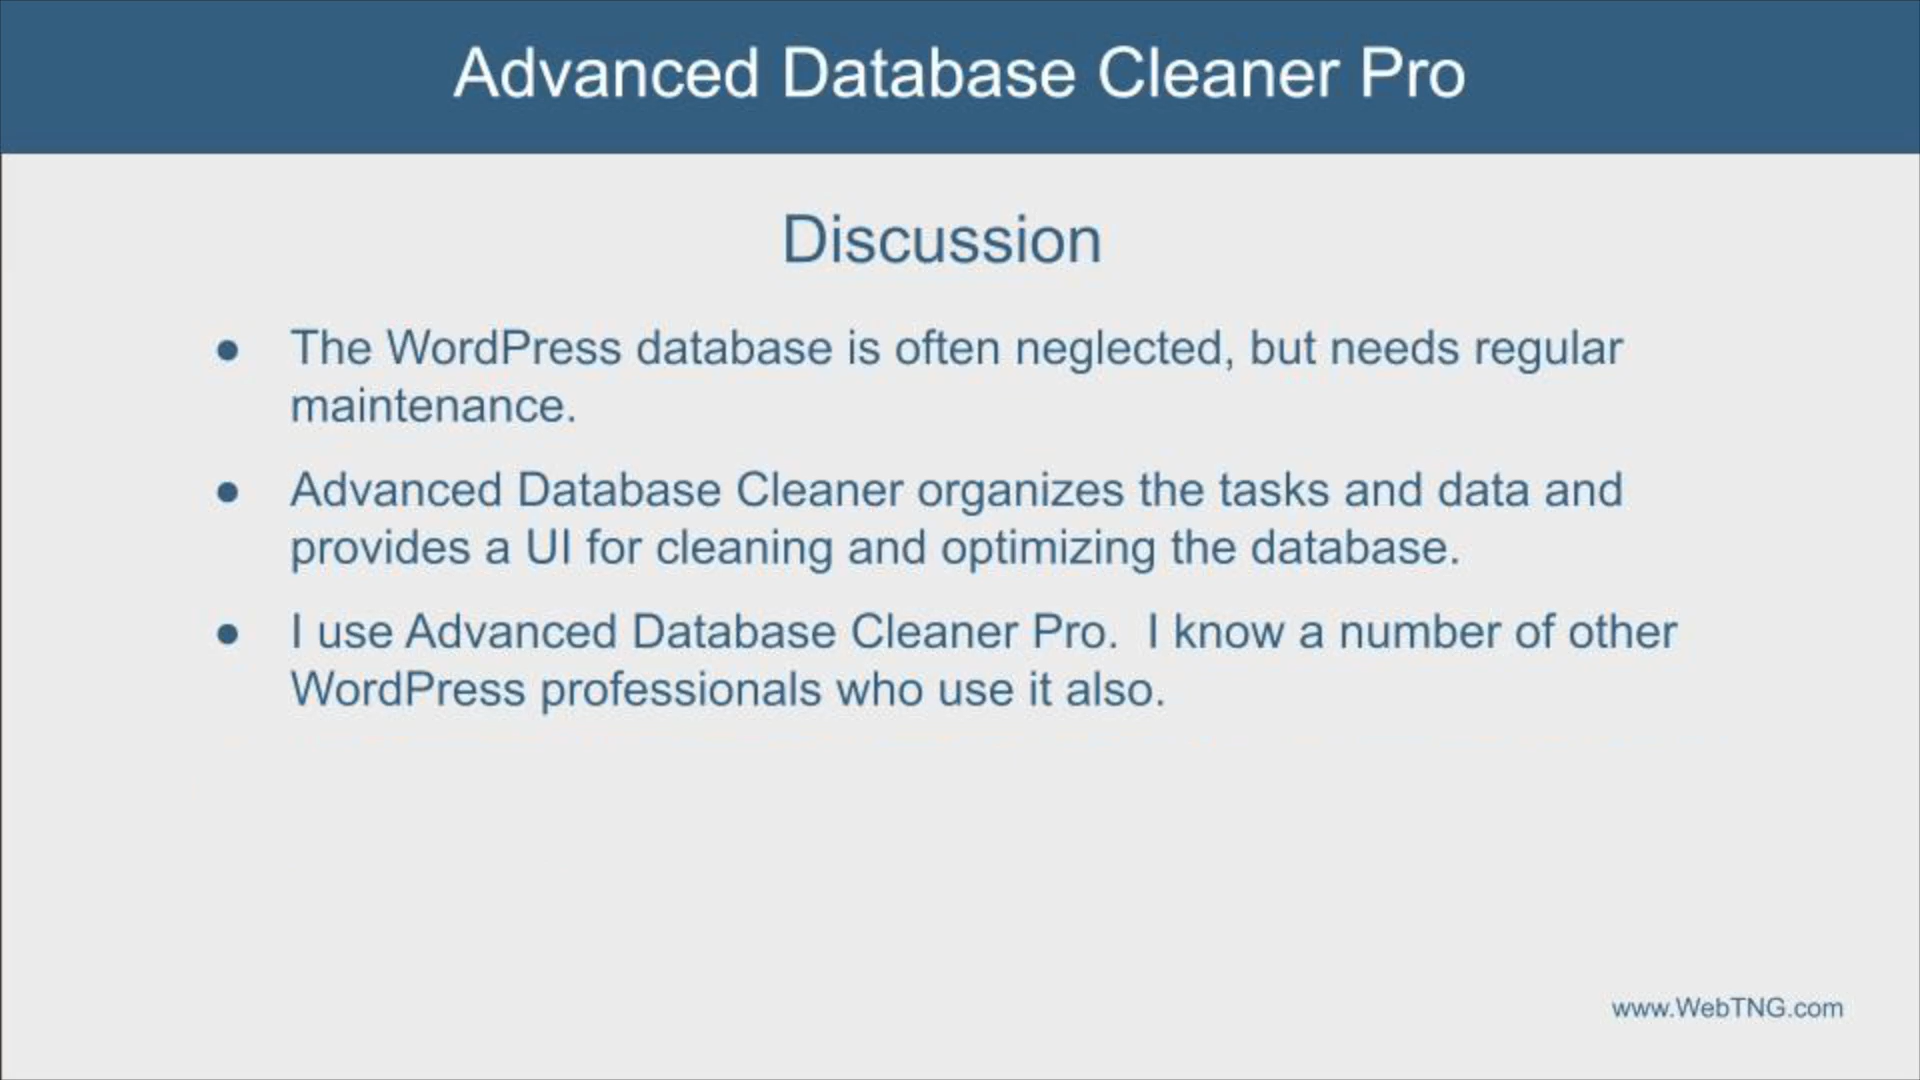 Advanced Database Cleaner Pro
Discussion
● The WordPress database is often neglected, but needs regular
maintenance.
● Advanced Database Cleaner organizes the tasks and data and
provides a UI for cleaning and optimizing the database.
● I use Advanced Database Cleaner Pro.  I know a number of other
WordPress professionals who use it also.
www.WebTNG.com